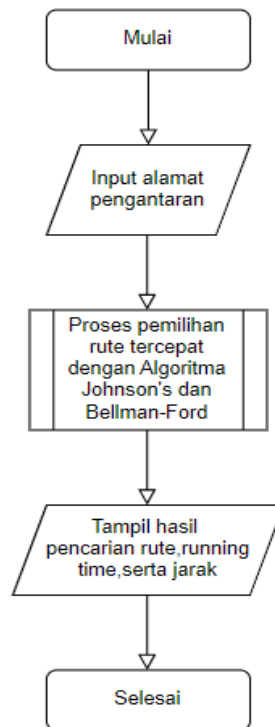 Mulai
Input alamat
pengantaran
Proses pemilihan
rute tercepat
dengan Algoritma
Johnson's dan
Bellman-Ford
Tampil hasil
pencarian rute,running
time,serta jarak
Selesai